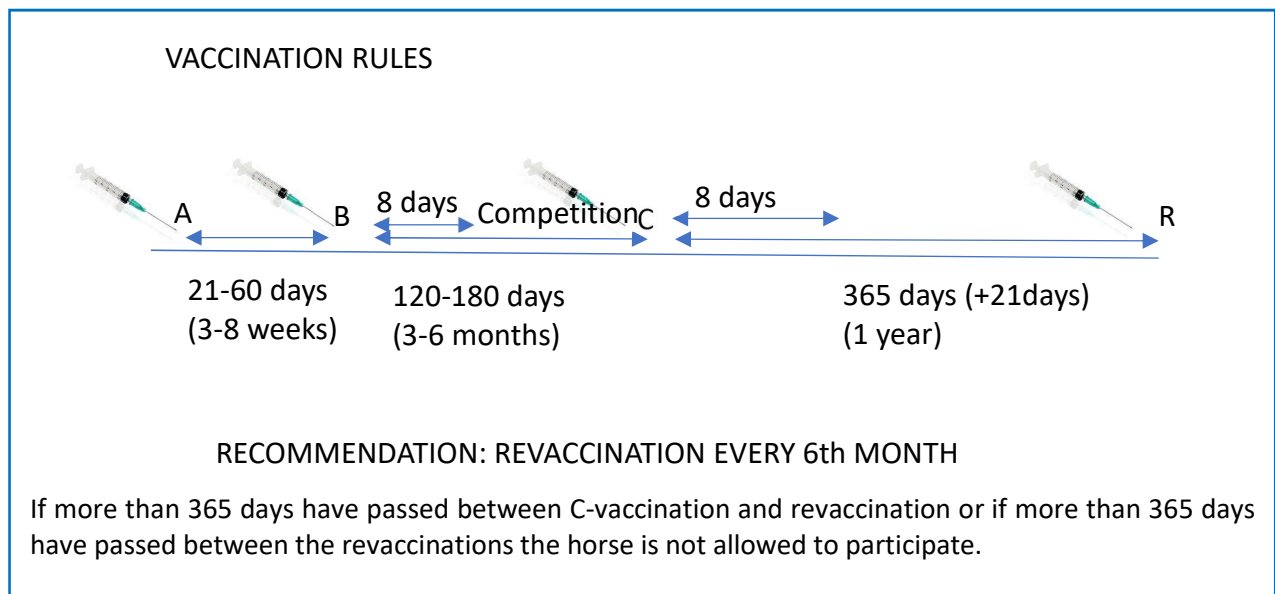 VACCINATION RULES
A
B
8 days
Competition
C
8 days
R
21-60 days
(3-8 weeks)
120-180 days
(3-6 months)
365 days (+21days)
(1 year)
RECOMMENDATION: REVACCINATION EVERY 6th MONTH
If more than 365 days have passed between C-vaccination and revaccination or if more than 365 days
have passed between the revaccinations the horse is not allowed to participate.